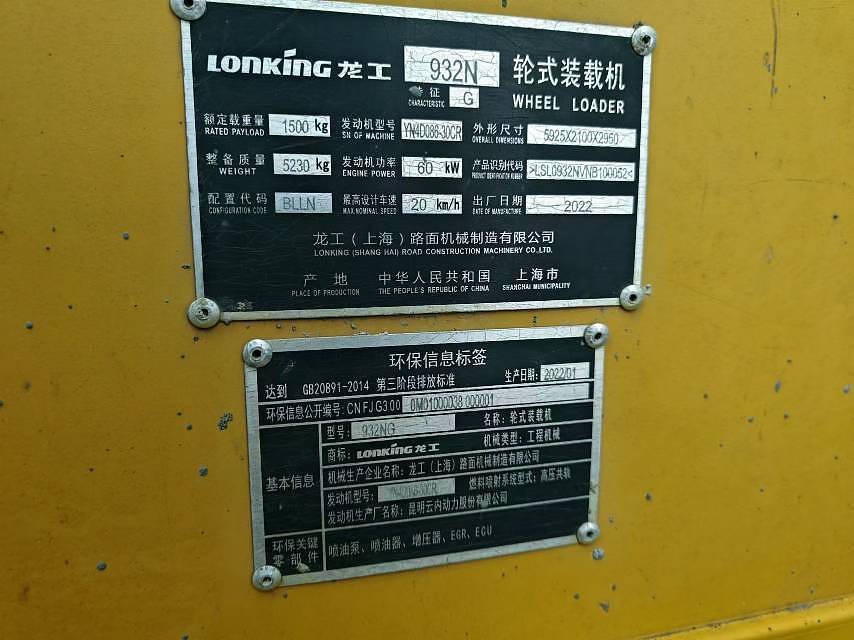 LONKING 龙工 932N 轮式装载机
特征 CHARACTERISTIC G WHEEL LOADER
额定载重量 RATED PAYLOAD 1500 kg 发动机型号 SN OF MACHINE YN4D086-30CR 外形尺寸 OVERALL DIMENSIONS 5925X2100X2950
整备质量 WEIGHT 5230 kg 发动机功率 ENGINE POWER 60 kW 产品识别代码 PRODUCT IDENTIFICATION NUMBER >LSL0932NVNB100052<
配置代码 CONFIGURATION CODE BLLN 最高设计车速 MAX.NOMINAL SPEED 20 km/h 出厂日期 DATE OF MANUFACTURE 2022
龙工（上海）路面机械制造有限公司
LONKING (SHANG HAI) ROAD CONSTRUCTION MACHINERY CO.,LTD.
产地 中华人民共和国 上海市
PLACE OF PRODUCTION THE PEOPLE'S REPUBLIC OF CHINA SHANGHAI MUNICIPALITY
环保信息标签
达到 GB20891-2014 第三阶段排放标准 生产日期: 2022/01
环保信息公开编号: CN FJ G3 00 0M01000038 000001
基本信息
型号: 932NG 名称: 轮式装载机
商标: LONKING 龙工 机械类型: 工程机械
机械生产企业名称: 龙工（上海）路面机械制造有限公司
发动机型号: 燃料喷射系统型式: 高压共轨
发动机生产厂名称: 昆明云内动力股份有限公司
环保关键零部件 喷油泵、喷油器、增压器、EGR、ECU